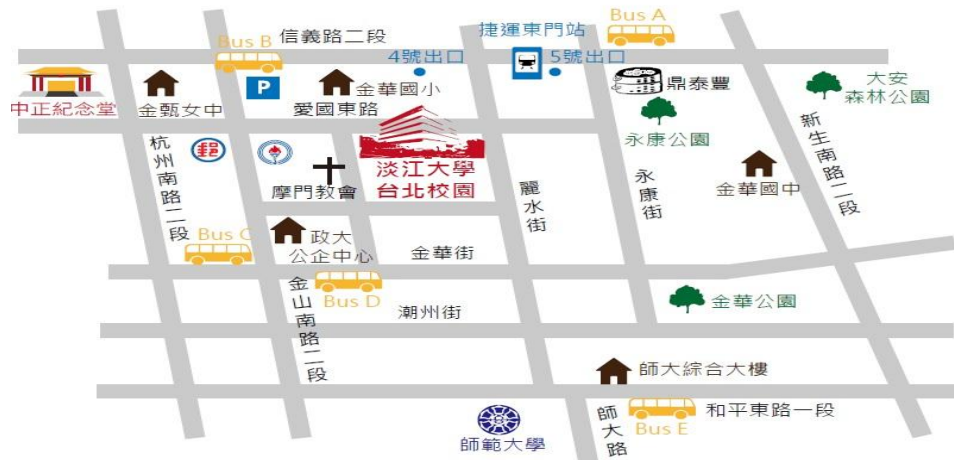 Bus A
捷運東門站
信義路二段
Bus B
4號出口
5號出口
P
中正紀念堂
金甌女中
金華國小
愛國東路
鼎泰豐
大安
森林公園
永康公園
新生南路二段
杭州南路二段
郵
摩門教會
淡江大學
台北校園
麗水街
永康街
金華國中
Bus C
政大
公企中心
金華街
金山南路二段
Bus D
潮州街
金華公園
師大綜合大樓
師範大學
師大路
Bus E
和平東路一段